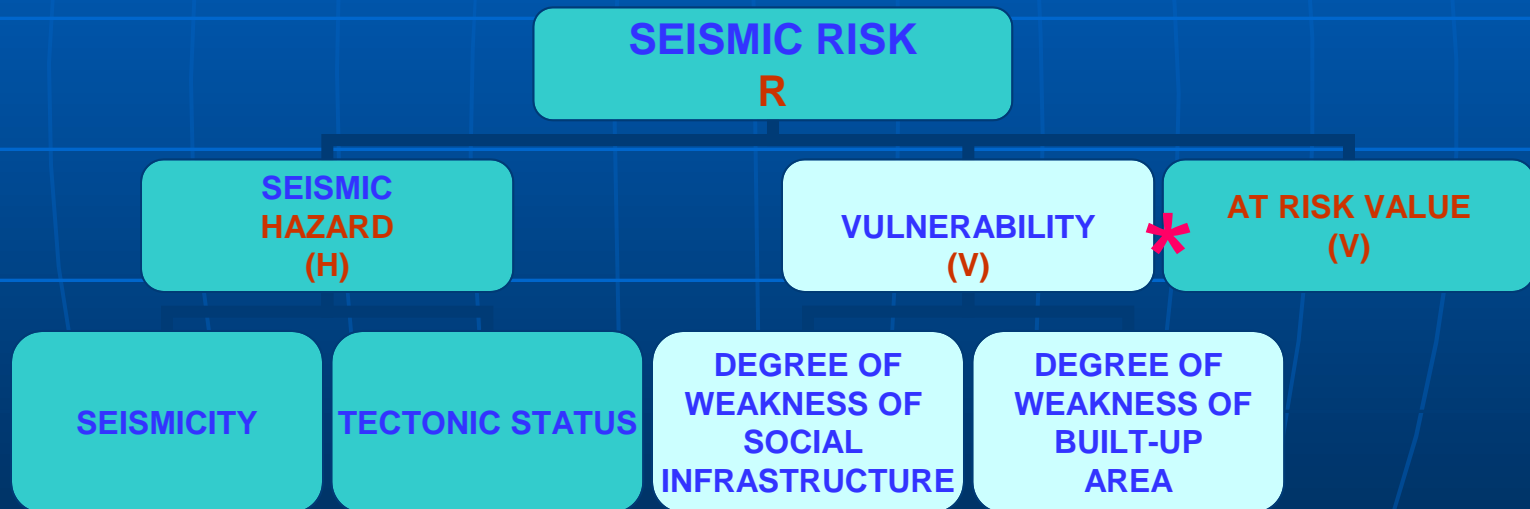 SEISMIC RISK
R
SEISMIC
HAZARD
(H)
VULNERABILITY
(V)
*
AT RISK VALUE
(V)
SEISMICITY
TECTONIC STATUS
DEGREE OF
WEAKNESS OF
SOCIAL
INFRASTRUCTURE
DEGREE OF
WEAKNESS OF
BUILT-UP
AREA